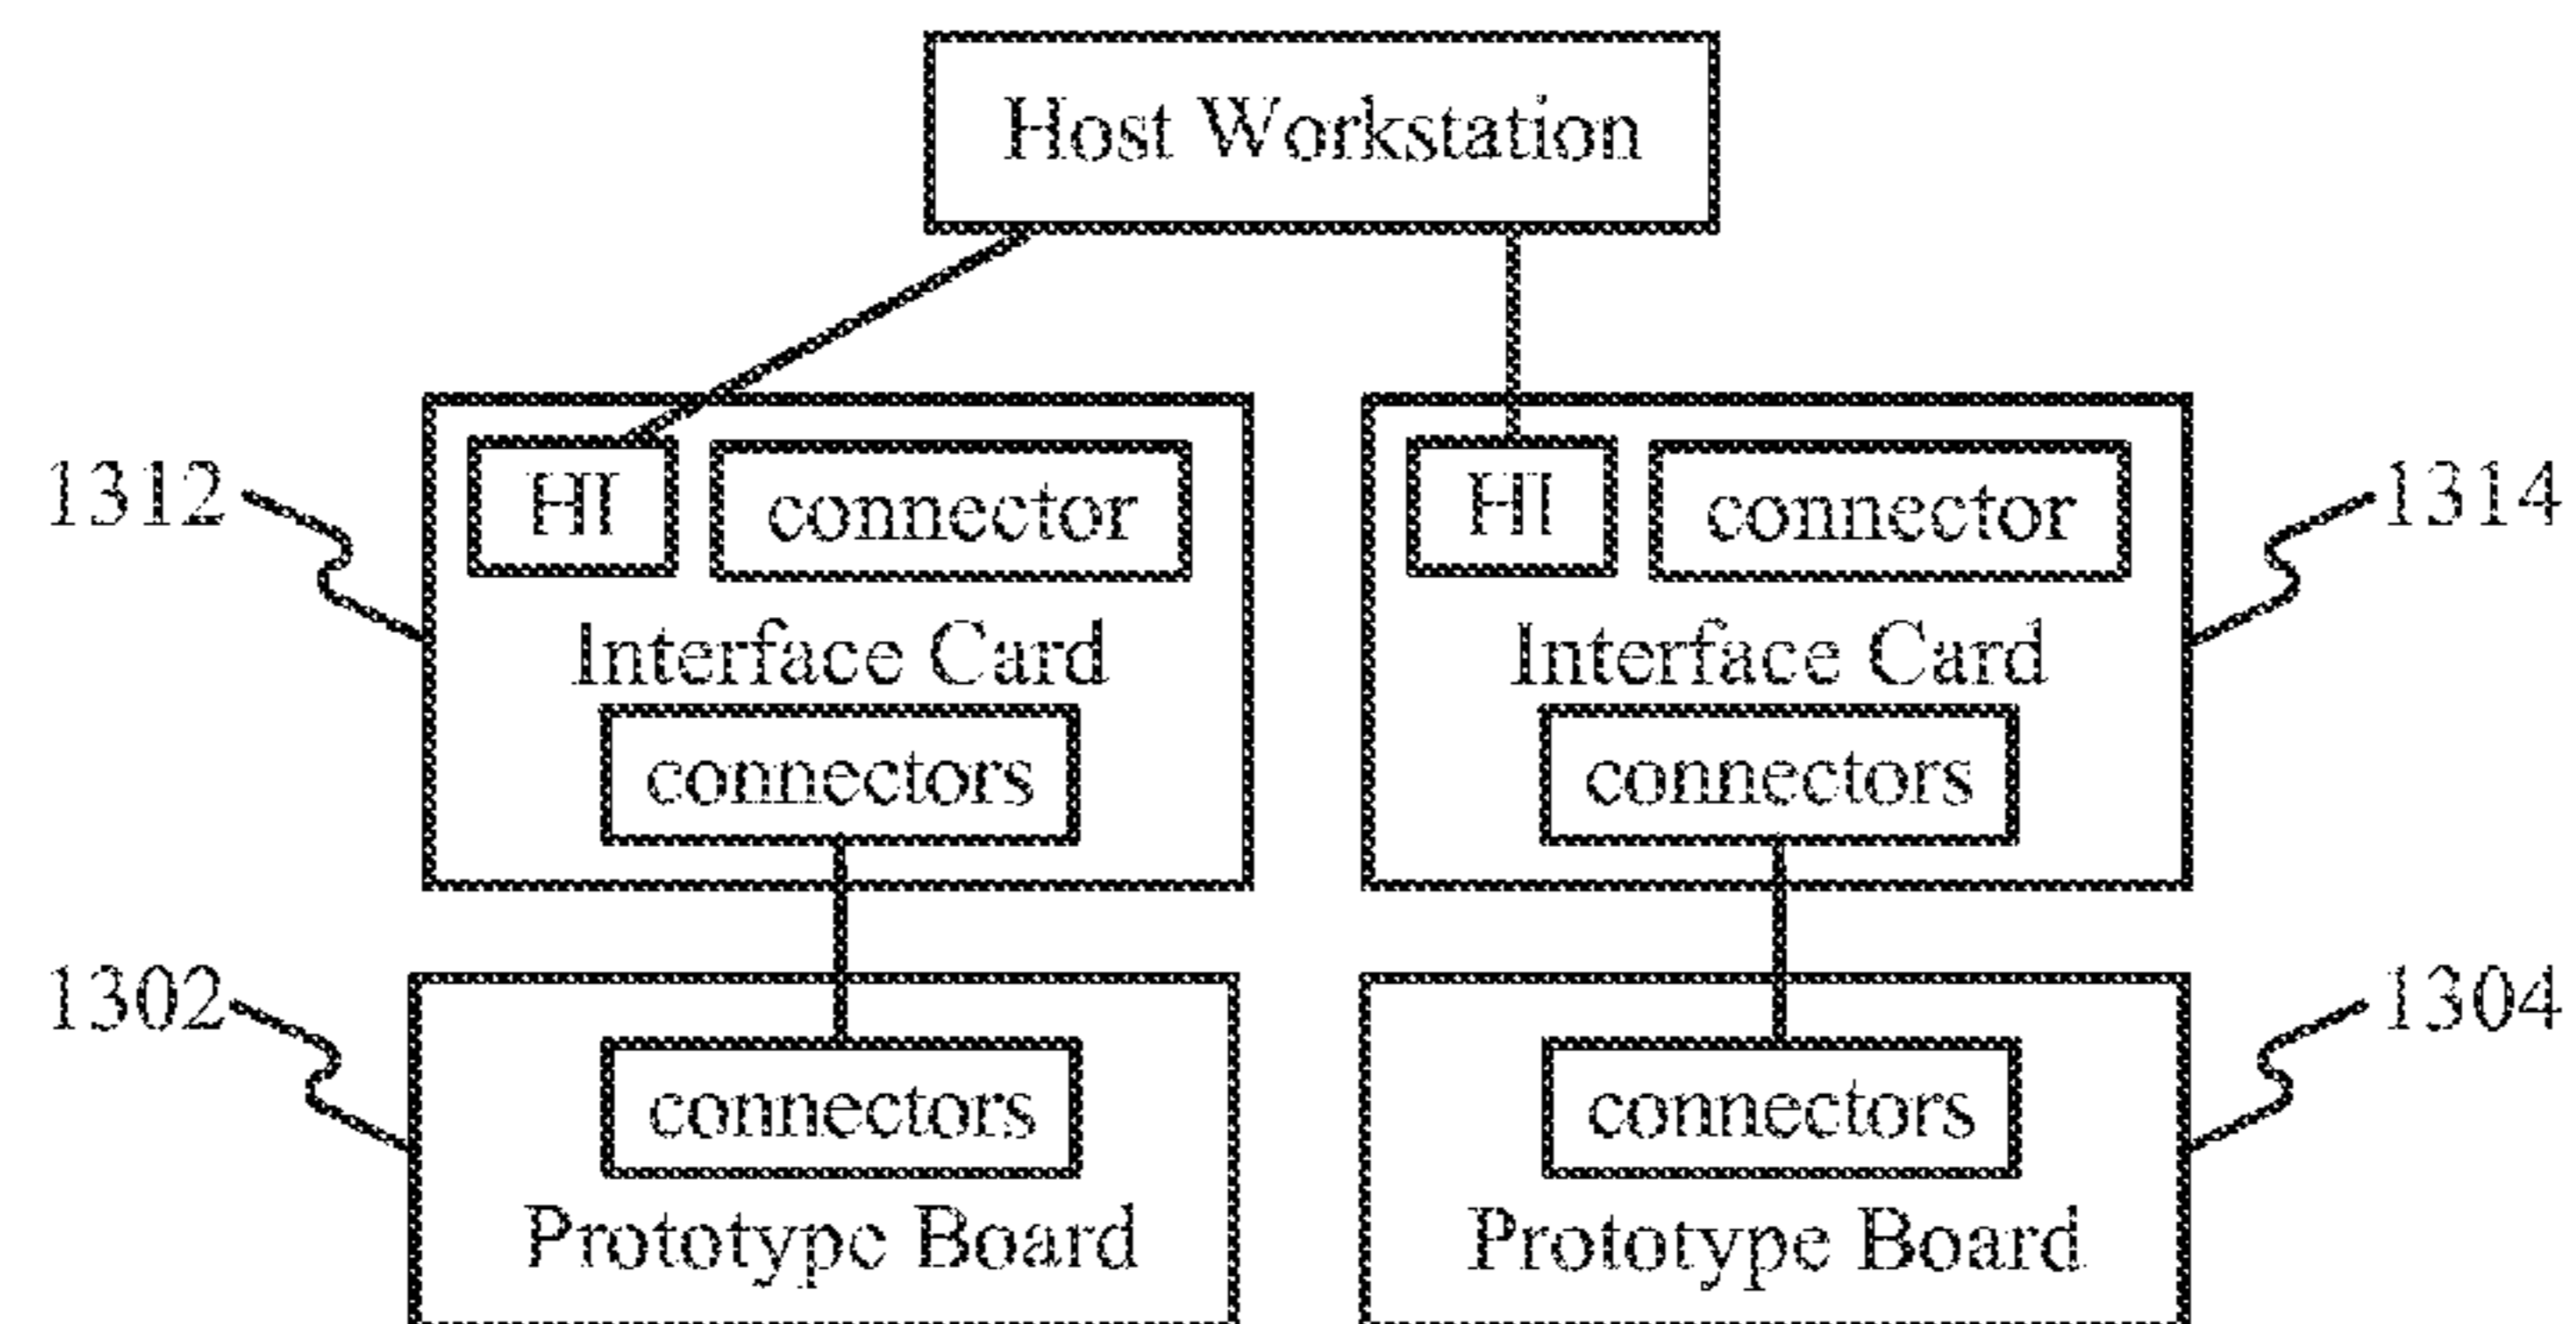 Host Workstation
HI connector HI connector
1312 1314
Interface Card Interface Card
connectors connectors
1302 1304
connectors connectors
Prototype Board Prototype Board